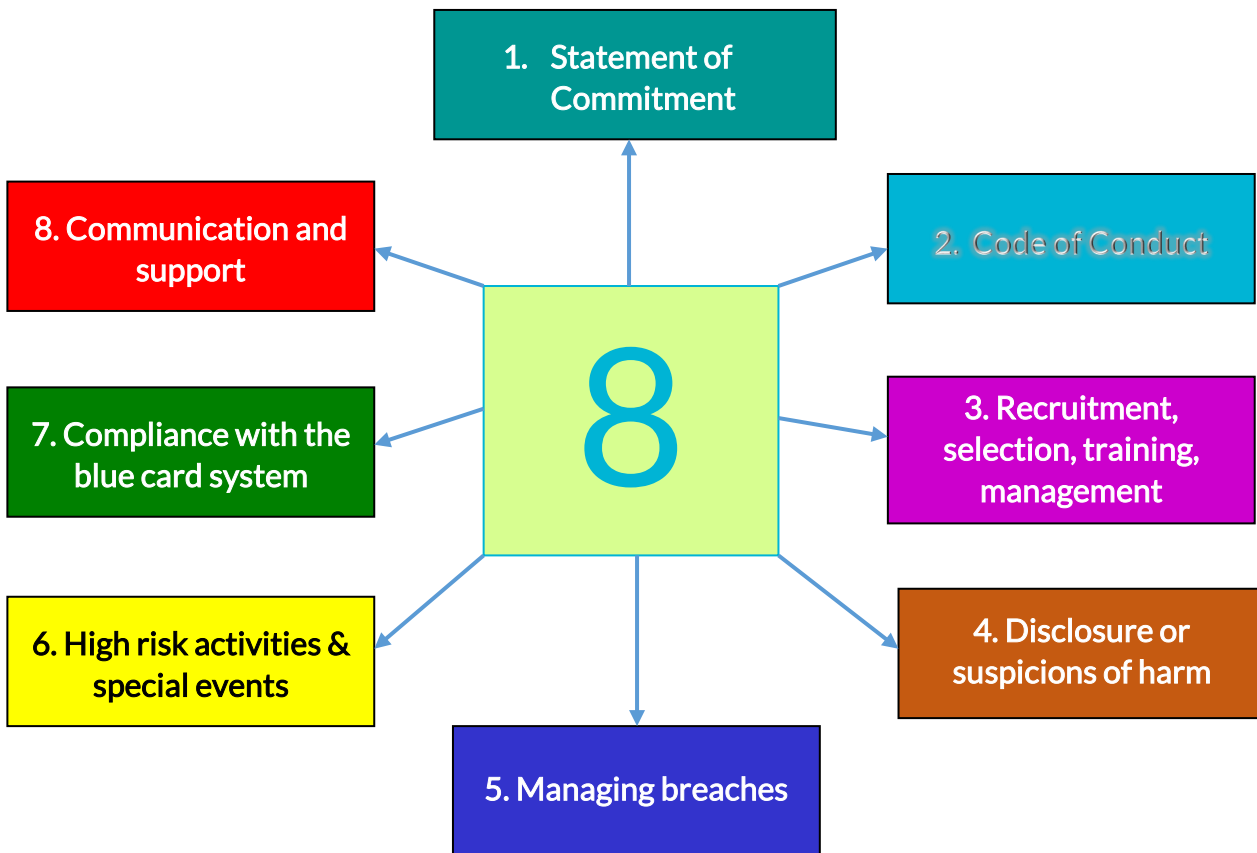 1. Statement of
Commitment
8. Communication and
support
2. Code of Conduct
8
3. Recruitment,
selection, training,
management
7. Compliance with the
blue card system
4. Disclosure or
suspicions of harm
6. High risk activities &
special events
5. Managing breaches